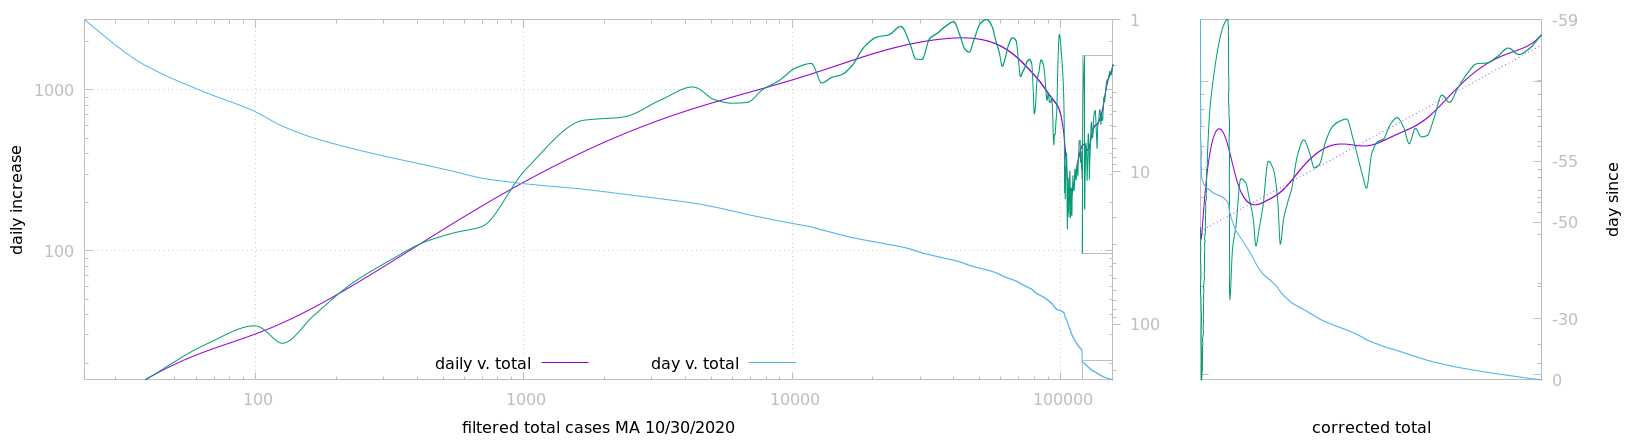 1000
100
daily increase
daily v. total
day v. total
100
1000
10000
100000
filtered total cases MA 10/30/2020
1
10
100
-59
-55
-50
-30
0
day since
corrected total